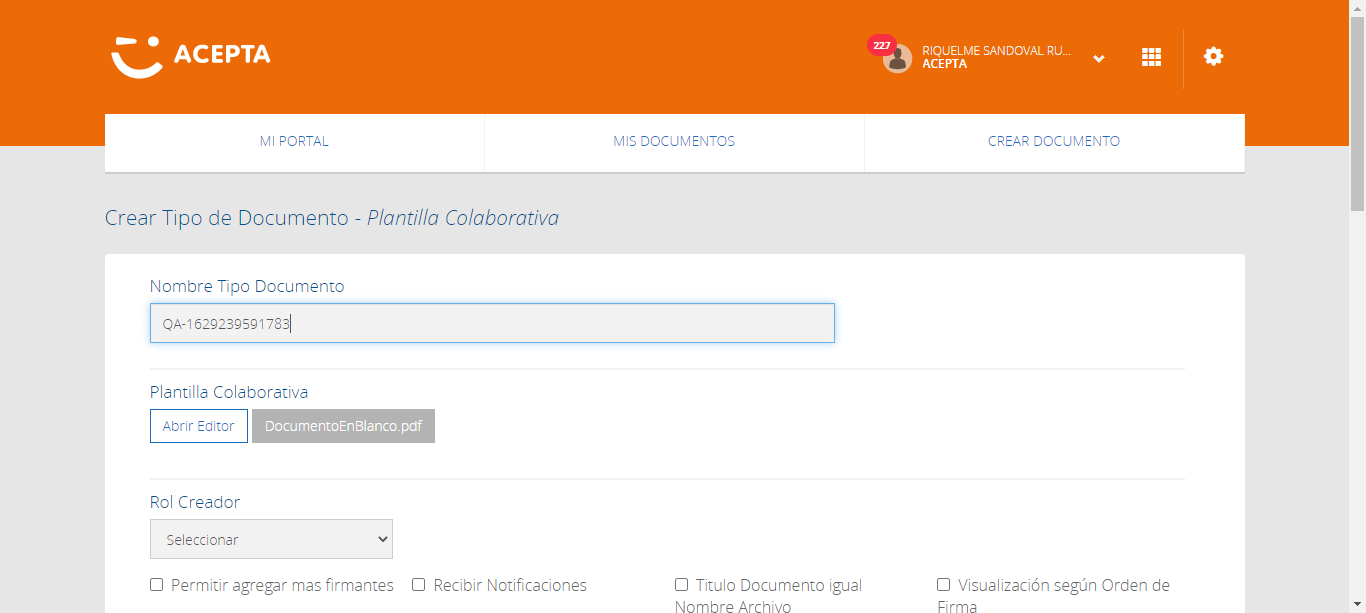 ACEPTA
227
RIQUELME SANDOVAL RU...
ACEPTA
MI PORTAL
MIS DOCUMENTOS
CREAR DOCUMENTO
Crear Tipo de Documento - Plantilla Colaborativa
Nombre Tipo Documento
QA-1629239591783
Plantilla Colaborativa
Abrir Editor
DocumentoEnBlanco.pdf
Rol Creador
Seleccionar
Permitir agregar mas firmantes
Recibir Notificaciones
Titulo Documento igual
Nombre Archivo
Visualización según Orden de
Firma